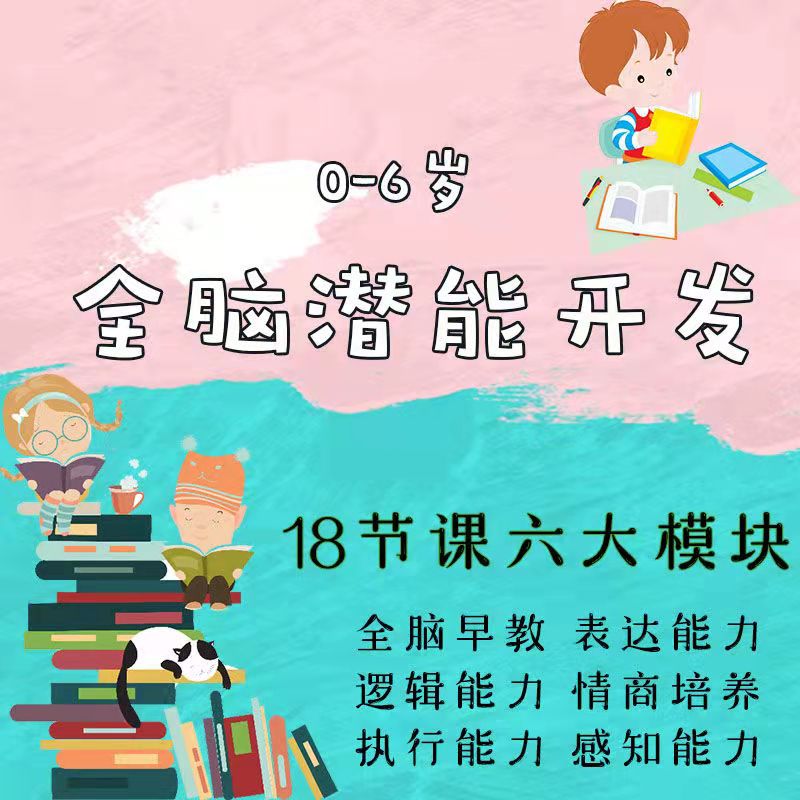 0-6岁
全脑潜能开发
18节课六大模块
全脑早教 表达能力
逻辑能力 情商培养
执行能力 感知能力